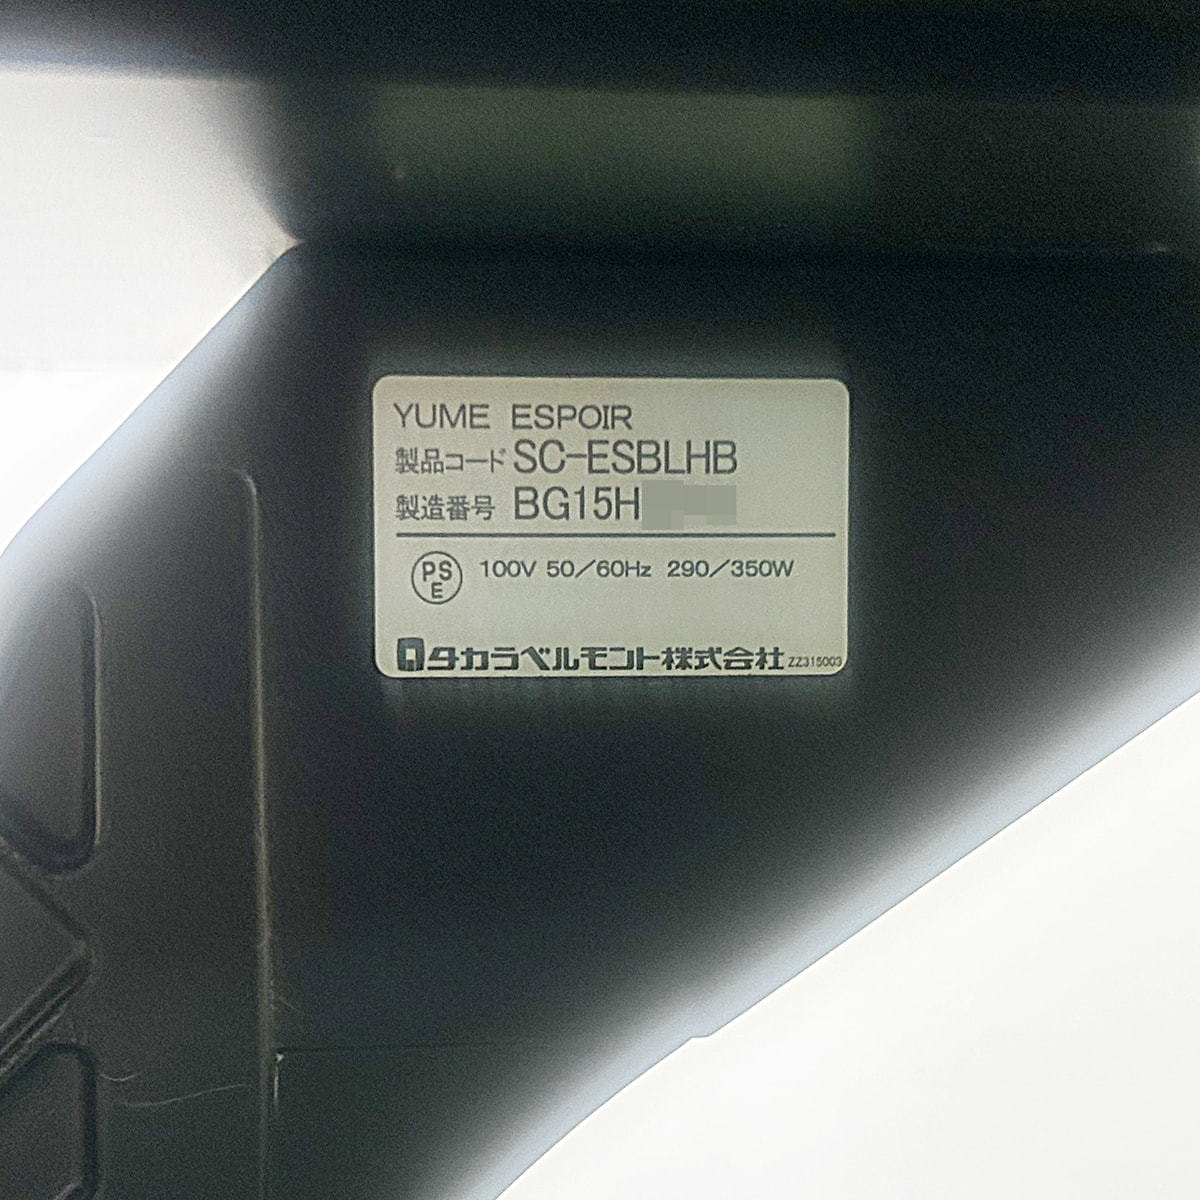 YUME ESPOIR
製品コード SC-ESBLHB
製造番号 BG15H
PS
E
100V 50/60Hz 290/350W
タカラベルモント株式会社 ZZ315003